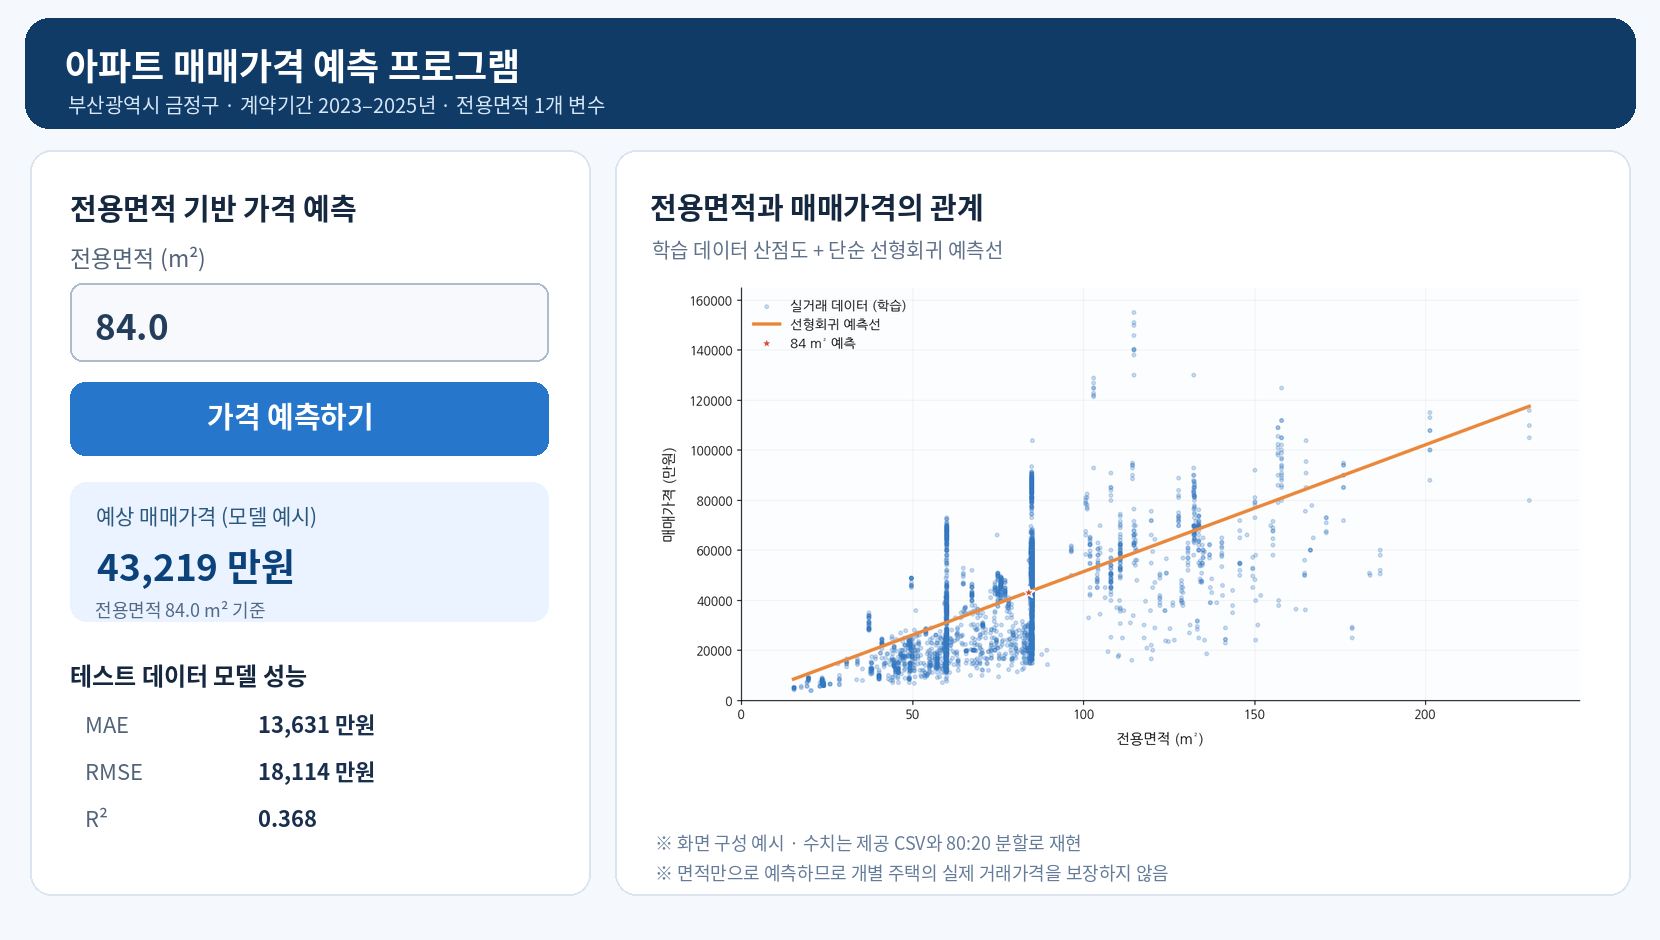 아파트 매매가격 예측 프로그램
부산광역시 금정구 · 계약기간 2023–2025년 · 전용면적 1개 변수
전용면적 기반 가격 예측
전용면적 (m²)
84.0
가격 예측하기
예상 매매가격 (모델 예시)
43,219 만원
전용면적 84.0 m² 기준
테스트 데이터 모델 성능
MAE 13,631 만원
RMSE 18,114 만원
R² 0.368
전용면적과 매매가격의 관계
학습 데이터 산점도 + 단순 선형회귀 예측선
실거래 데이터 (학습)
선형회귀 예측선
84 m² 예측
매매가격 (만원)
160000
140000
120000
100000
80000
60000
40000
20000
0
0 50 100 150 200
전용면적 (m²)
※ 화면 구성 예시 · 수치는 제공 CSV와 80:20 분할로 재현
※ 면적만으로 예측하므로 개별 주택의 실제 거래가격을 보장하지 않음